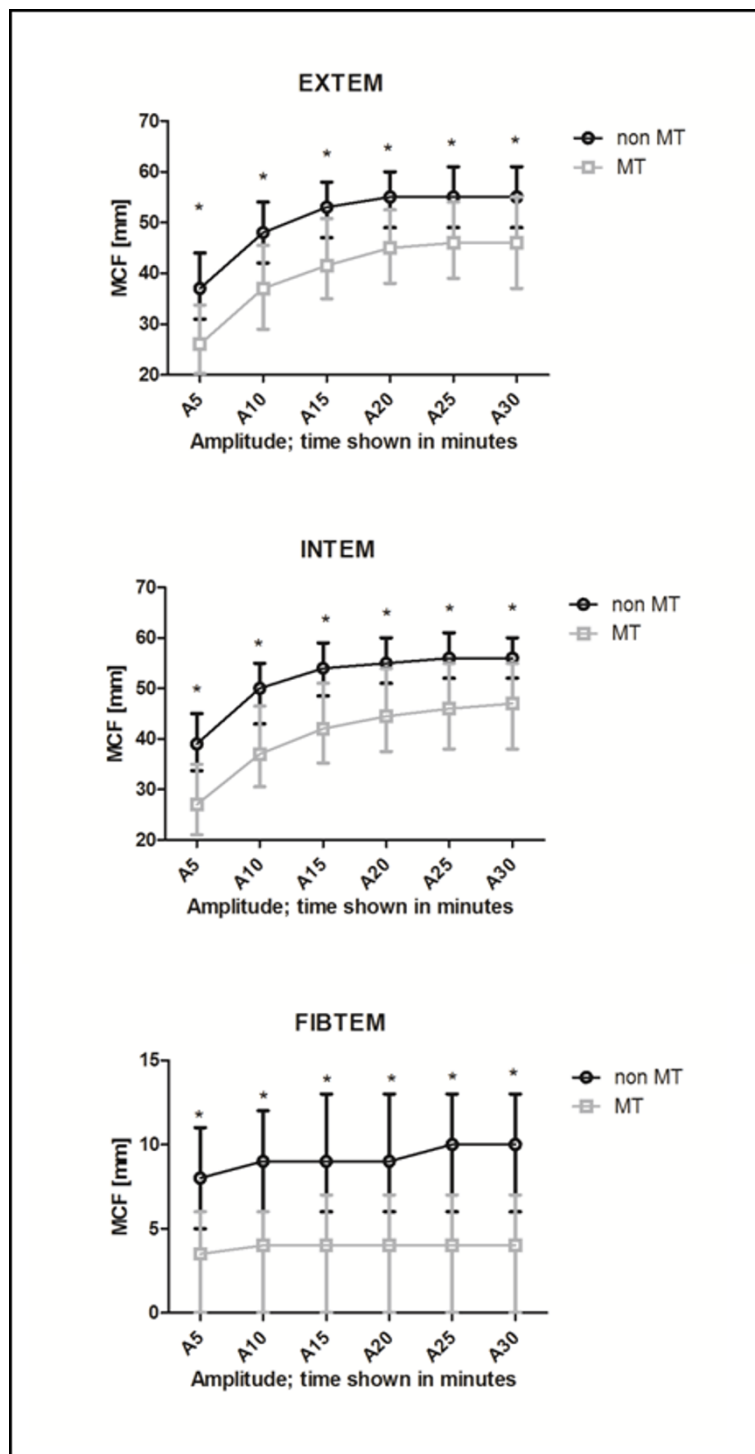 EXTEM
70
60
50
40
30
20
MCF [mm]
* * * * * *
non MT
MT
A5 A10 A15 A20 A25 A30
Amplitude; time shown in minutes
INTEM
70
60
50
40
30
20
MCF [mm]
* * * * * *
non MT
MT
A5 A10 A15 A20 A25 A30
Amplitude; time shown in minutes
FIBTEM
15
10
5
0
MCF [mm]
* * * * * *
non MT
MT
A5 A10 A15 A20 A25 A30
Amplitude; time shown in minutes